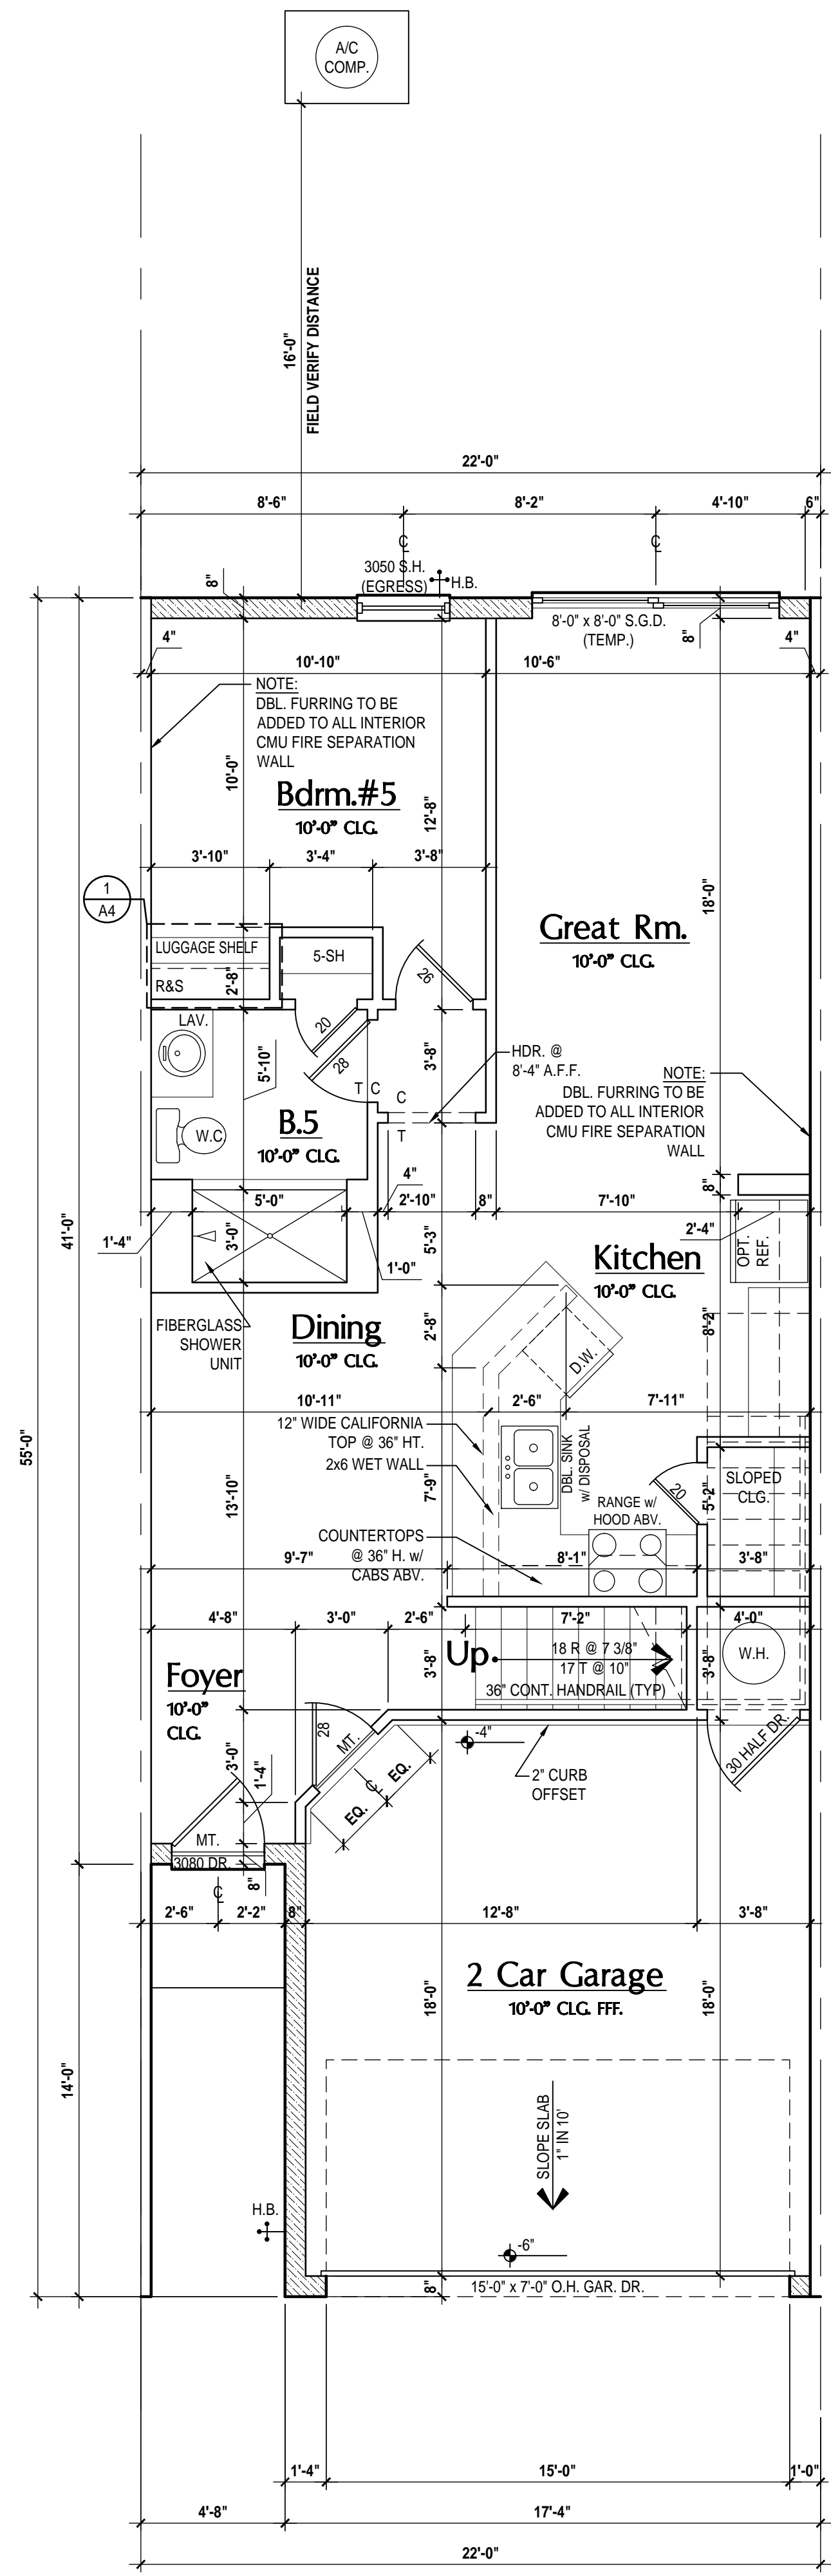 A/C
COMP.
16'-0"
FIELD VERIFY DISTANCE
22'-0"
8'-6"
8'-2"
4'-10"
6"
℄
℄
3050 S.H.
(EGRESS)
H.B.
8"
8'-0" x 8'-0" S.G.D.
(TEMP.)
8"
4"
4"
10'-10"
10'-6"
NOTE:
DBL. FURRING TO BE
ADDED TO ALL INTERIOR
CMU FIRE SEPARATION
WALL
10'-0"
Bdrm.#5
10'-0" CLG.
12'-8"
3'-10"
3'-4"
3'-8"
18'-0"
1
A4
Great Rm.
10'-0" CLG.
LUGGAGE SHELF
R&S
2'-8"
5-SH
26
20
LAV.
28
5'-10"
T C
C
T
3'-8"
HDR. @
8'-4" A.F.F.
NOTE:
DBL. FURRING TO BE
ADDED TO ALL INTERIOR
CMU FIRE SEPARATION
WALL
W.C
B.5
10'-0" CLG.
4"
8"
5'-0"
2'-10"
8"
7'-10"
1'-4"
3'-0"
1'-0"
5'-3"
2'-4"
OPT.
REF.
41'-0"
Kitchen
10'-0" CLG.
FIBERGLASS
SHOWER
UNIT
Dining
10'-0" CLG.
2'-8"
D.W.
8'-2"
10'-11"
2'-6"
7'-11"
12" WIDE CALIFORNIA
TOP @ 36" HT.
2x6 WET WALL
55'-0"
13'-10"
7'-9"
DBL. SINK
w/ DISPOSAL
20
5'-2"
SLOPED
CLG.
RANGE w/
HOOD ABV.
COUNTERTOPS
@ 36" H. w/
CABS ABV.
9'-7"
8'-1"
3'-8"
4'-8"
3'-0"
2'-6"
7'-2"
4'-0"
Up
3'-8"
18 R @ 7 3/8"
17 T @ 10"
36" CONT. HANDRAIL (TYP)
3'-8"
W.H.
Foyer
10'-0"
CLG.
28
MT.
-4"
30 HALF DR.
3'-0"
1'-4"
EQ.
℄
EQ.
2" CURB
OFFSET
MT.
3080 DR.
8"
℄
2'-6"
2'-2"
8"
12'-8"
3'-8"
2 Car Garage
10'-0" CLG. FFF.
18'-0"
18'-0"
14'-0"
SLOPE SLAB
1" IN 10'
H.B.
-6"
8"
15'-0" x 7'-0" O.H. GAR. DR.
1'-4"
15'-0"
1'-0"
4'-8"
17'-4"
22'-0"